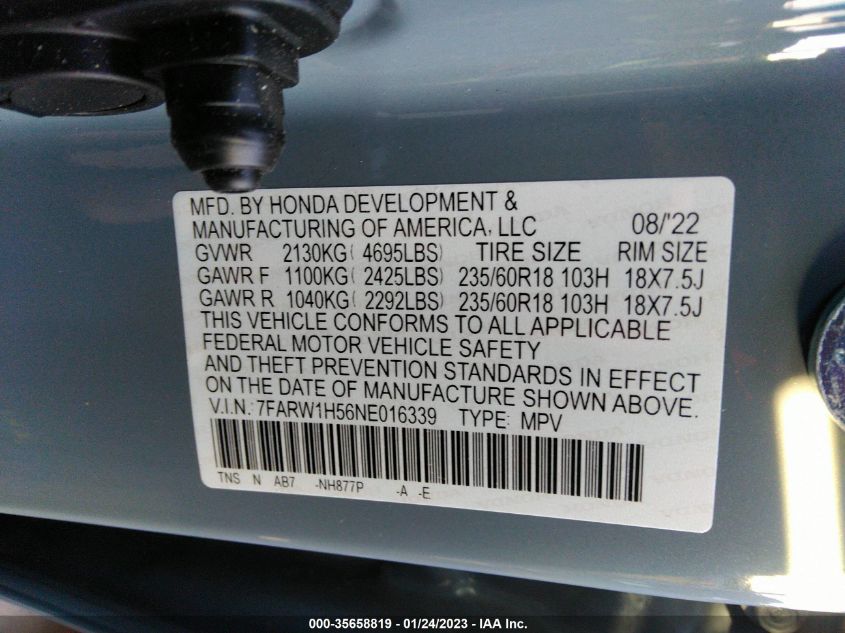 MFD. BY HONDA DEVELOPMENT &
MANUFACTURING OF AMERICA, LLC 08/'22
GVWR 2130KG( 4695LBS) TIRE SIZE RIM SIZE
GAWR F 1100KG( 2425LBS) 235/60R18 103H 18X7.5J
GAWR R 1040KG( 2292LBS) 235/60R18 103H 18X7.5J
THIS VEHICLE CONFORMS TO ALL APPLICABLE
FEDERAL MOTOR VEHICLE SAFETY
AND THEFT PREVENTION STANDARDS IN EFFECT
ON THE DATE OF MANUFACTURE SHOWN ABOVE.
V.I.N.: 7FARW1H56NE016339 TYPE: MPV
TNS N AB7 -NH877P -A -E
000-35658819 - 01/24/2023 - IAA Inc.